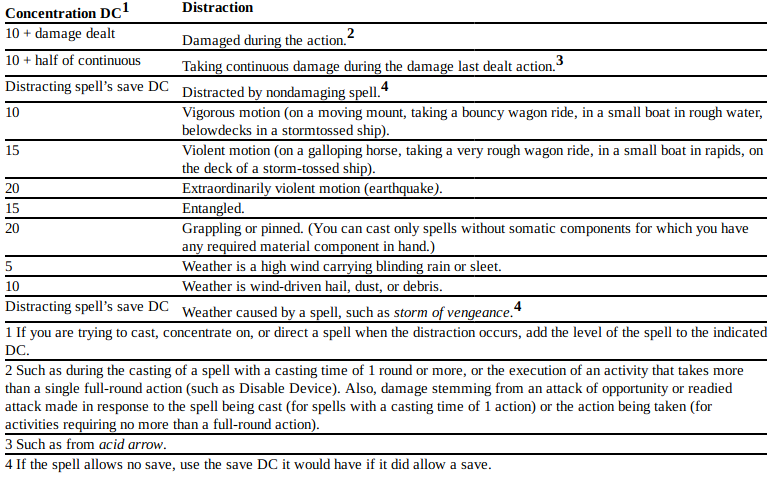 Concentration DC1 Distraction
10 + damage dealt Damaged during the action.2
10 + half of continuous Taking continuous damage during the damage last dealt action.3
Distracting spell’s save DC Distracted by nondamaging spell.4
10 Vigorous motion (on a moving mount, taking a bouncy wagon ride, in a small boat in rough water,
belowdecks in a stormtossed ship).
15 Violent motion (on a galloping horse, taking a very rough wagon ride, in a small boat in rapids, on
the deck of a storm-tossed ship).
20 Extraordinarily violent motion (earthquake).
15 Entangled.
20 Grappling or pinned. (You can cast only spells without somatic components for which you have
any required material component in hand.)
5 Weather is a high wind carrying blinding rain or sleet.
10 Weather is wind-driven hail, dust, or debris.
Distracting spell’s save DC Weather caused by a spell, such as storm of vengeance.4
1 If you are trying to cast, concentrate on, or direct a spell when the distraction occurs, add the level of the spell to the indicated
DC.
2 Such as during the casting of a spell with a casting time of 1 round or more, or the execution of an activity that takes more
than a single full-round action (such as Disable Device). Also, damage stemming from an attack of opportunity or readied
attack made in response to the spell being cast (for spells with a casting time of 1 action) or the action being taken (for
activities requiring no more than a full-round action).
3 Such as from acid arrow.
4 If the spell allows no save, use the save DC it would have if it did allow a save.